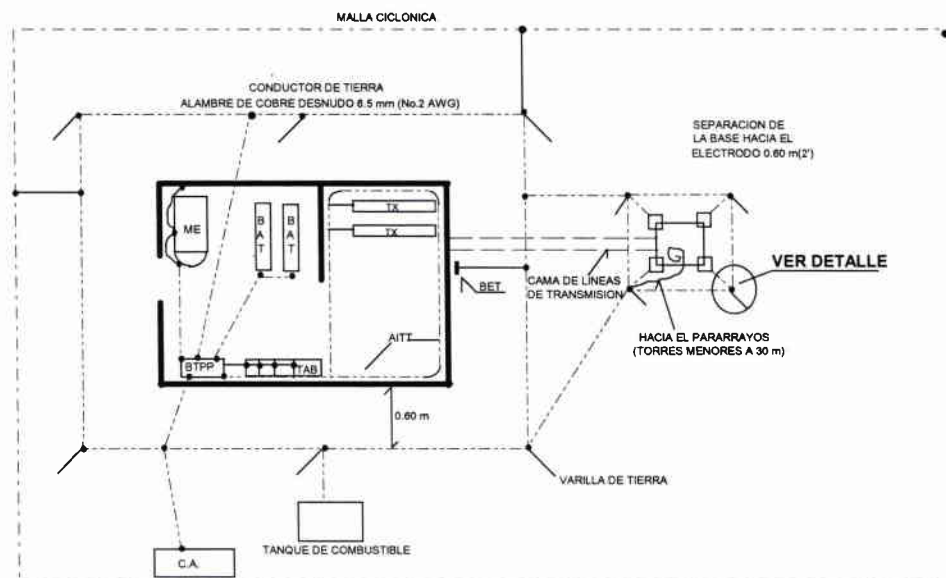 MALLA CICLONICA
CONDUCTOR DE TIERRA
ALAMBRE DE COBRE DESNUDO 6.5 mm (No.2 AWG)
SEPARACION DE
LA BASE HACIA EL
ELECTRODO 0.60 m(2')
ME
BAT
BAT
TX
TX
VER DETALLE
CAMA DE LINEAS
DE TRANSMISION
BET
HACIA EL PARARRAYOS
(TORRES MENORES A 30 m)
AITT
BTPP
TAB
0.60 m
VARILLA DE TIERRA
TANQUE DE COMBUSTIBLE
C.A.